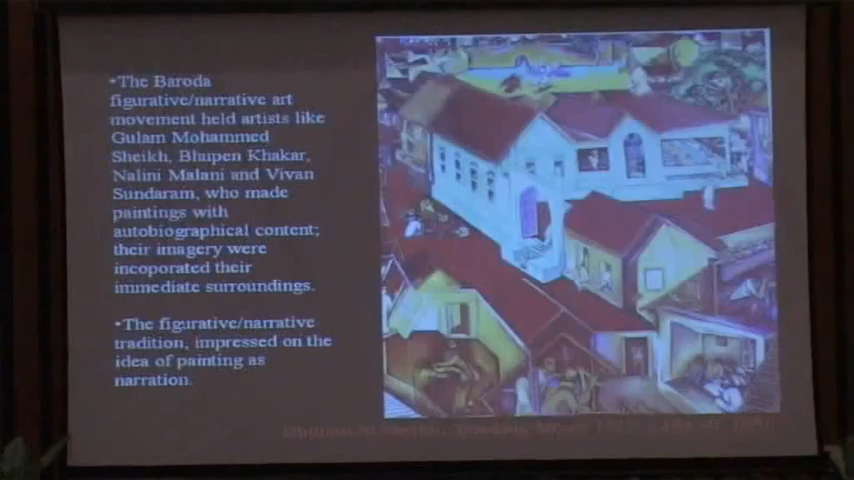 •The Baroda
figurative/narrative art
movement held artists like
Gulam Mohammed
Sheikh, Bhupen Khakar,
Nalini Malani and Vivan
Sundaram, who made
paintings with
autobiographical content;
their imagery were
incoporated their
immediate surroundings.
•The figurative/narrative
tradition, impressed on the
idea of painting as
narration.